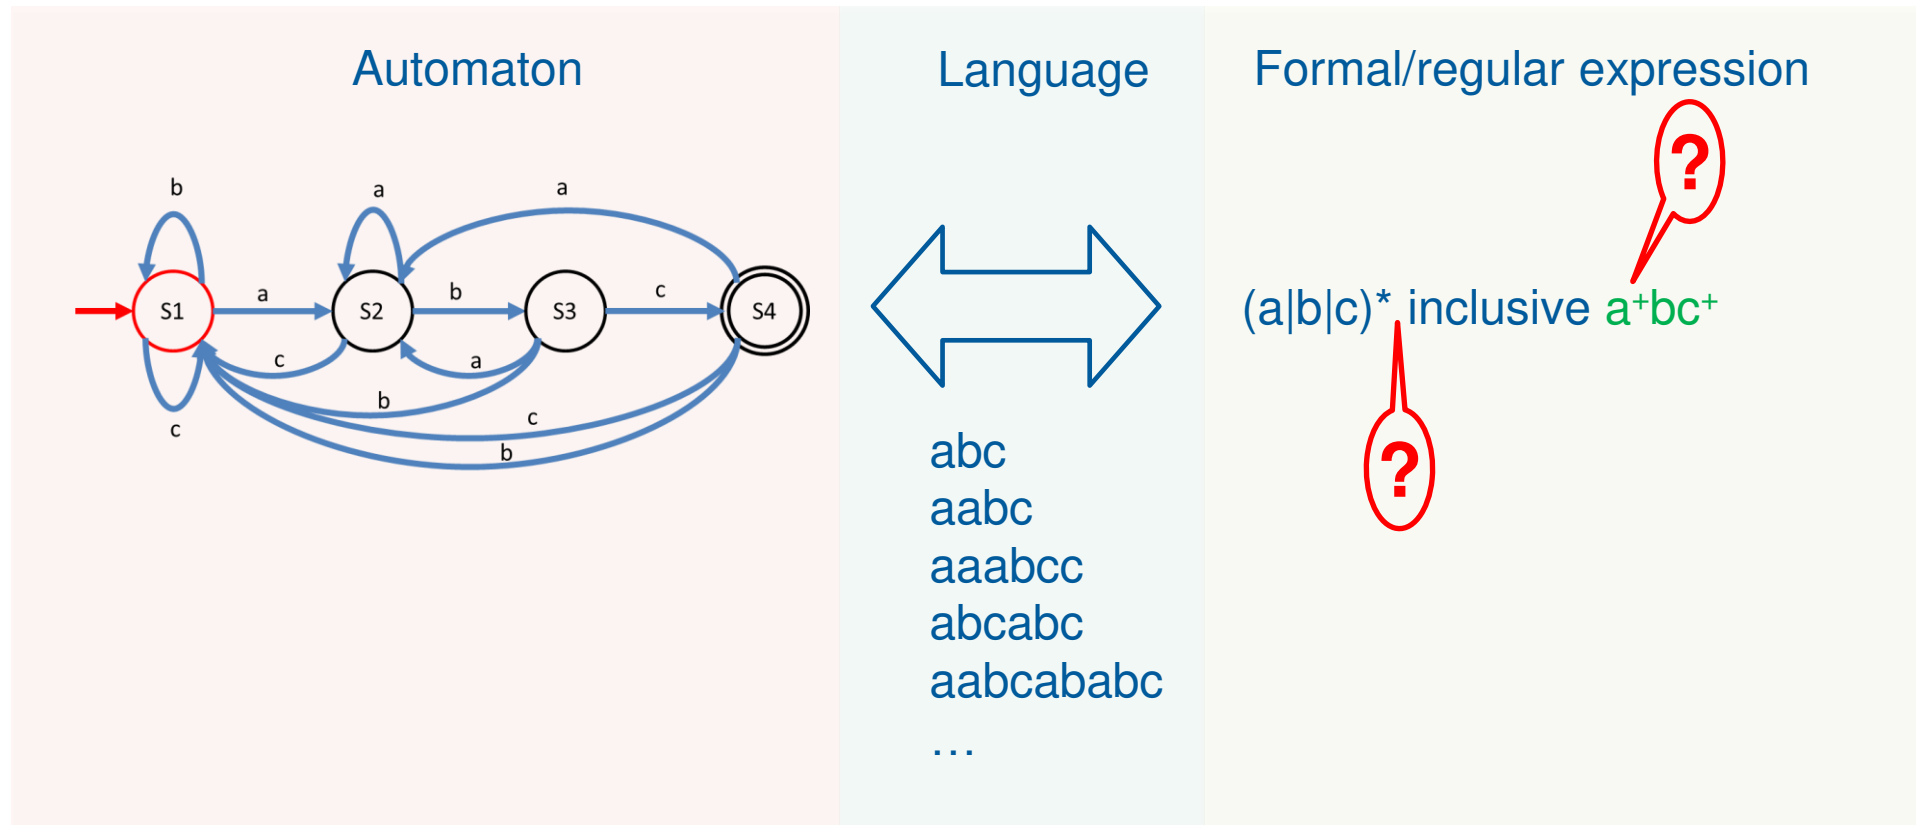 Automaton
b
a
a
S1
a
S2
b
S3
c
S4
c
a
b
c
c
b
Language
abc
aabc
aaabcc
abcabc
aabcababc
…
Formal/regular expression
?
(a|b|c)* inclusive a⁺bc⁺
?